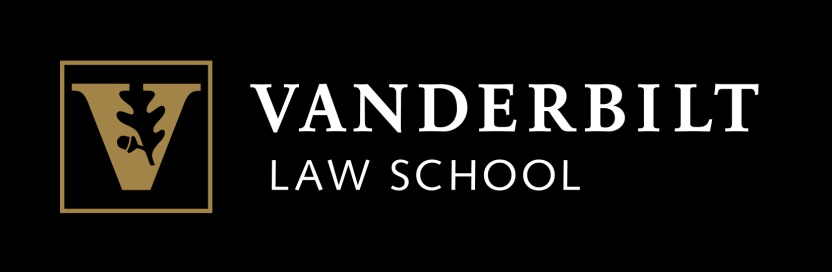 V
VANDERBILT
LAW SCHOOL